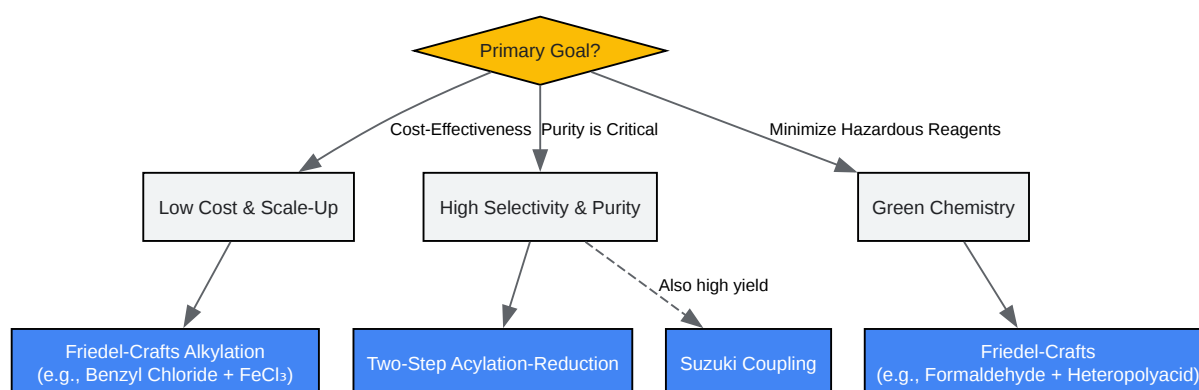 Primary Goal?
Cost-Effectiveness
Purity is Critical
Minimize Hazardous Reagents
Low Cost & Scale-Up
High Selectivity & Purity
Green Chemistry
Also high yield
Friedel-Crafts Alkylation
(e.g., Benzyl Chloride + FeCl₃)
Two-Step Acylation-Reduction
Suzuki Coupling
Friedel-Crafts
(e.g., Formaldehyde + Heteropolyacid)